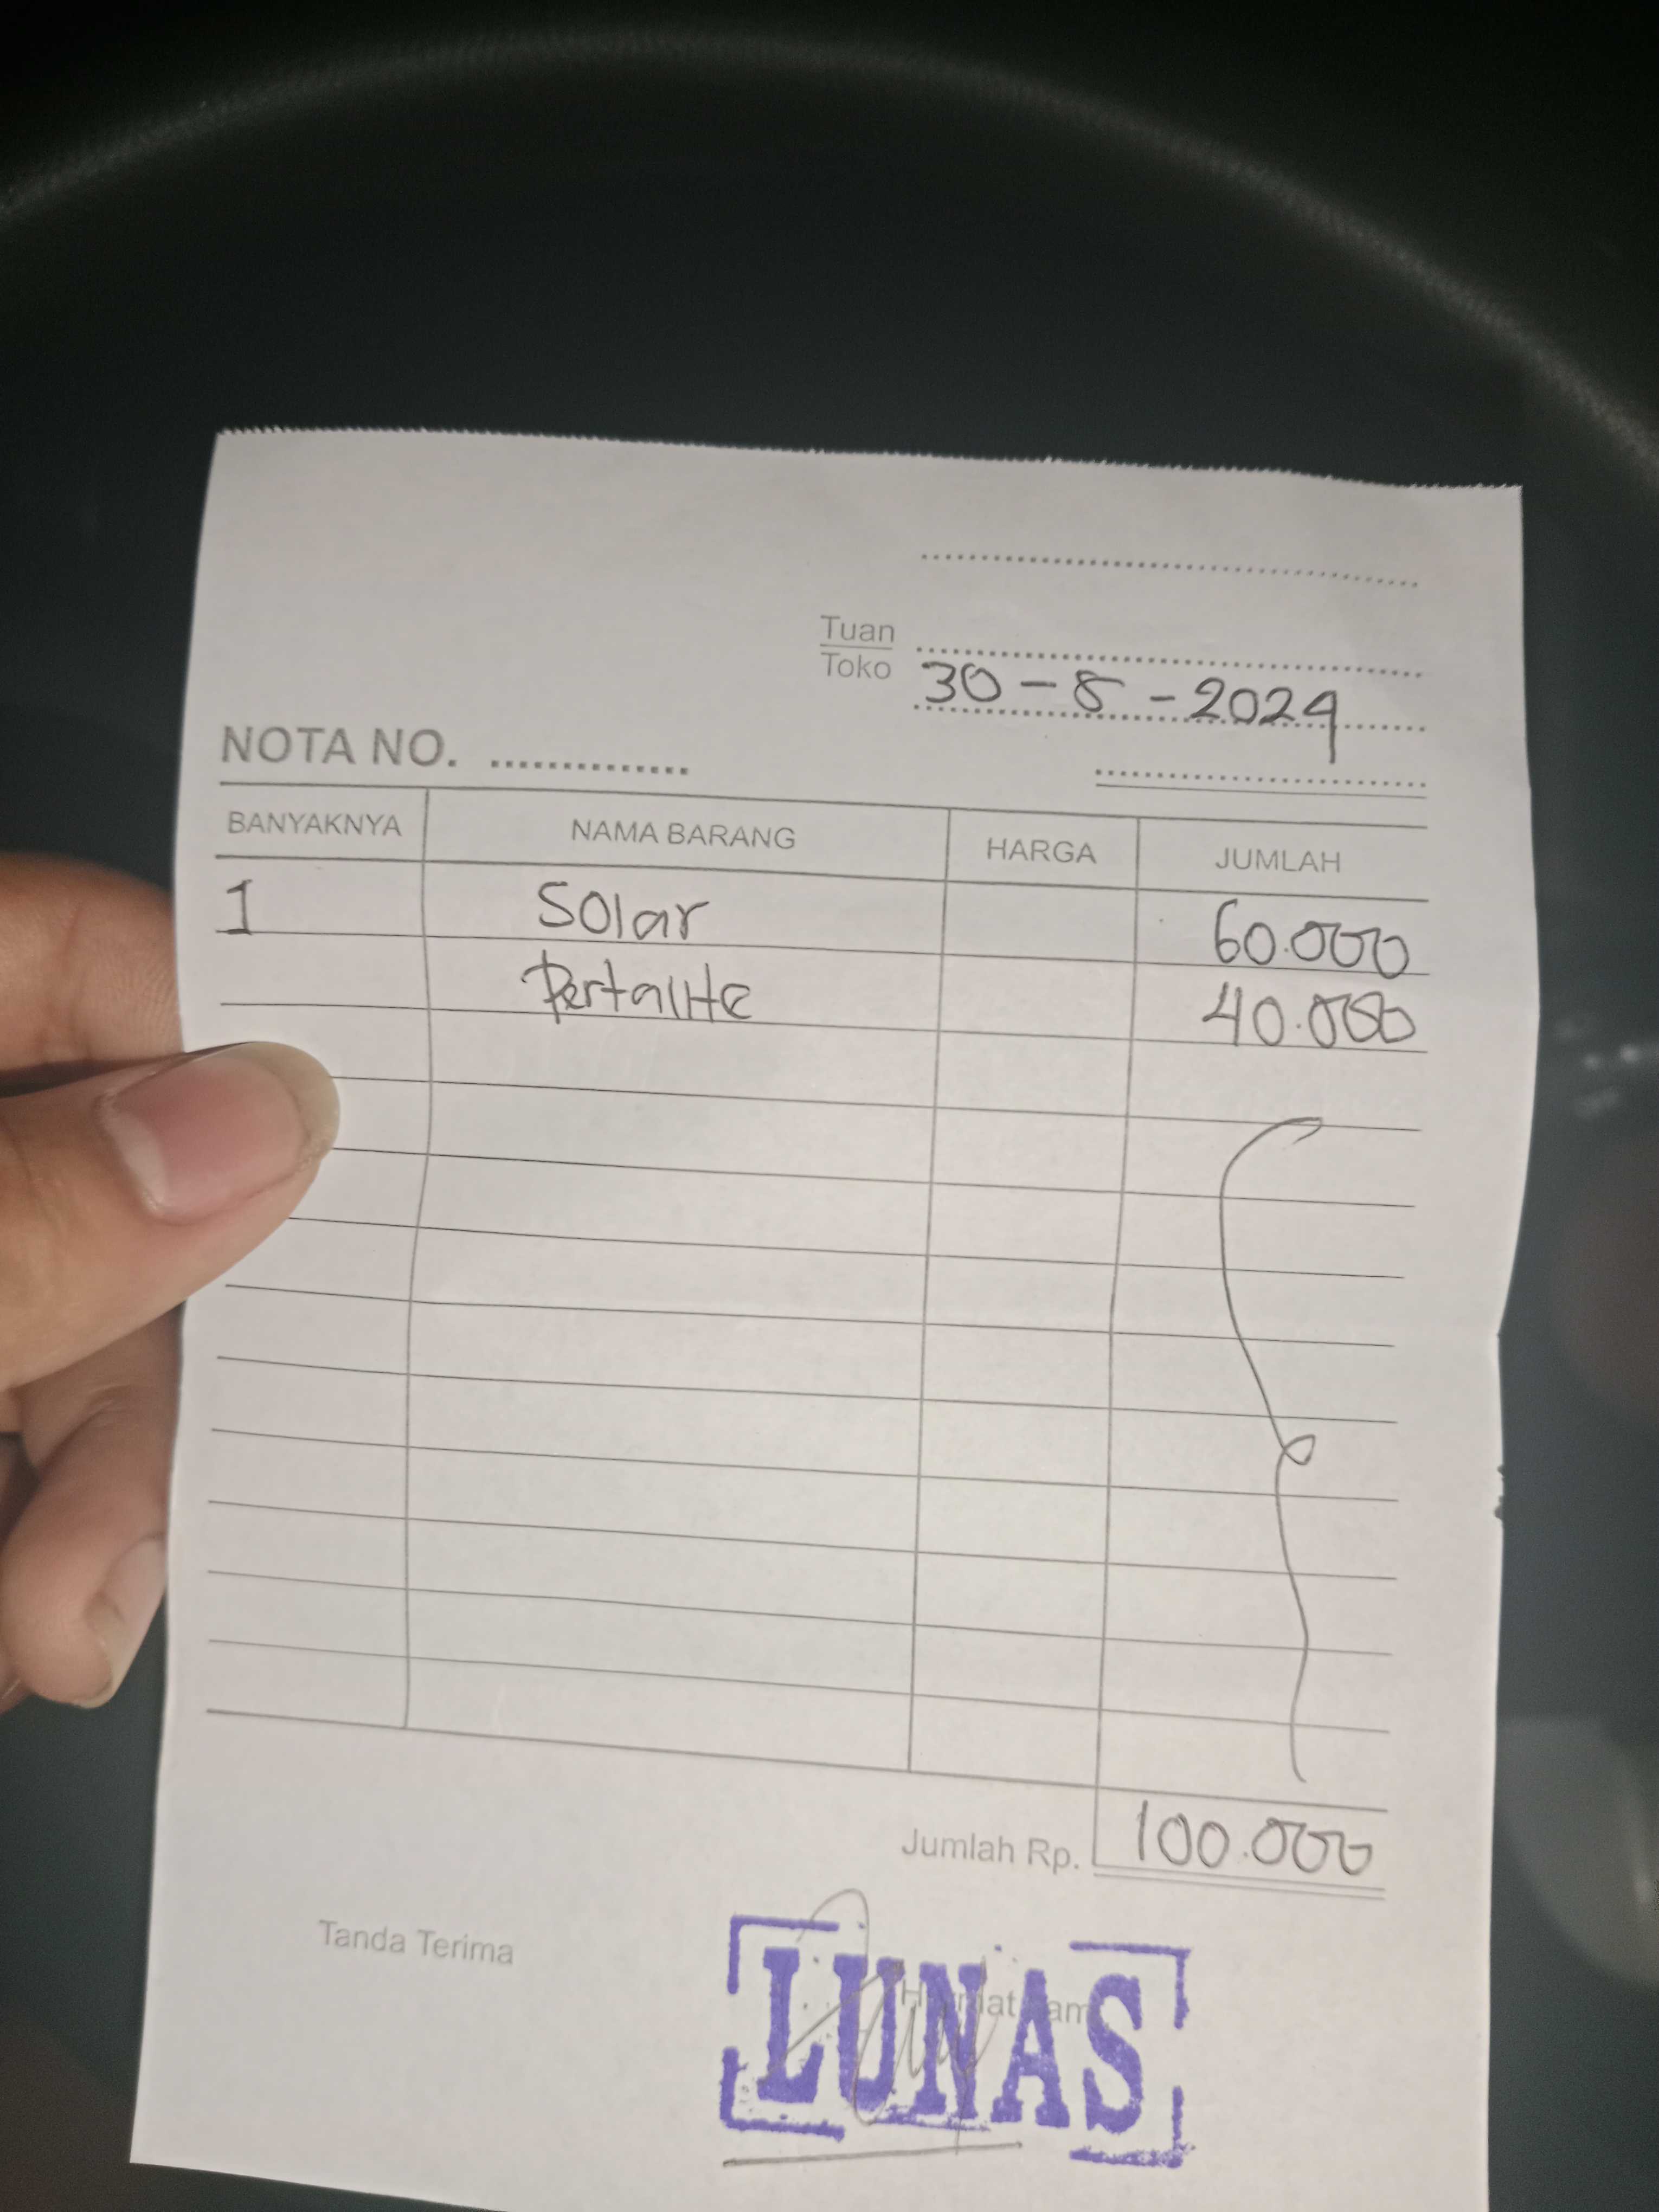 Tuan
Toko
30-8-2024
NOTA NO. ..............
BANYAKNYA NAMA BARANG HARGA JUMLAH
1 Solar 60.000
Pertalite 40.000
Jumlah Rp. 100.000
Tanda Terima
LUNAS